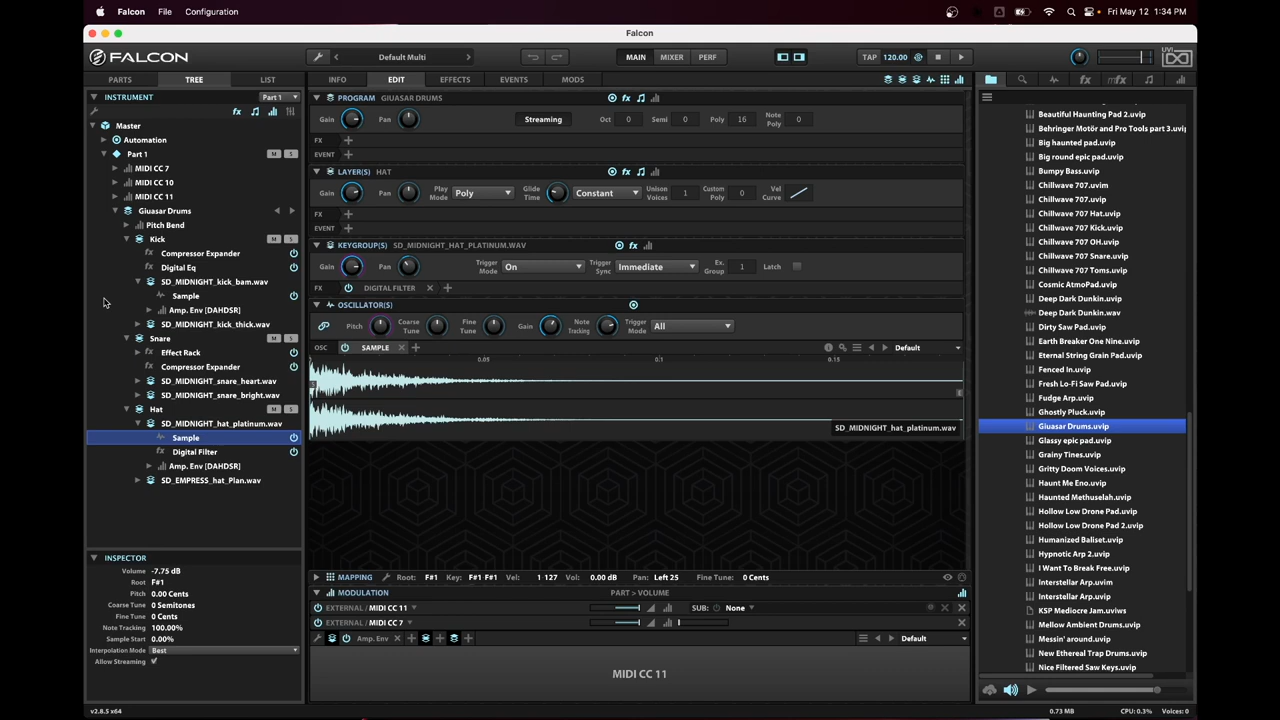 Falcon File Configuration Fri May 12 1:34 PM
Falcon
FALCON Default Multi MAIN MIXER PERF TAP 120.00 UVI
PARTS TREE LIST INFO EDIT EFFECTS EVENTS MODS fx mfx
INSTRUMENT Part 1
fx
Master
Automation
Part 1 M S
MIDI CC 7
MIDI CC 10
MIDI CC 11
Giuasar Drums
Pitch Bend
Kick M S
fx Compressor Expander
fx Digital Eq
SD_MIDNIGHT_kick_bam.wav
Sample
Amp. Env [DAHDSR]
SD_MIDNIGHT_kick_thick.wav
Snare M S
Effect Rack
fx Compressor Expander
SD_MIDNIGHT_snare_heart.wav
SD_MIDNIGHT_snare_bright.wav
Hat M S
SD_MIDNIGHT_hat_platinum.wav
Sample
fx Digital Filter
Amp. Env [DAHDSR]
SD_EMPRESS_hat_Plan.wav
INSPECTOR
Volume -7.75 dB
Root F#1
Pitch 0.00 Cents
Coarse Tune 0 Semitones
Fine Tune 0 Cents
Note Tracking 100.00%
Sample Start 0.00%
Interpolation Mode Best
Allow Streaming
v2.8.5 x64
PROGRAM GIUASAR DRUMS fx
Gain Pan Streaming Oct 0 Semi 0 Poly 16 Note Poly 0
FX
EVENT
LAYER(S) HAT fx
Gain Pan Play Mode Poly Glide Time Constant Unison Voices 1 Custom Poly 0 Vel Curve
FX
EVENT
KEYGROUP(S) SD_MIDNIGHT_HAT_PLATINUM.WAV fx
Gain Pan Trigger Mode On Trigger Sync Immediate Ex. Group 1 Latch
FX DIGITAL FILTER
OSCILLATOR(S)
Pitch Coarse Tune Fine Tune Gain Note Tracking Trigger Mode All
OSC SAMPLE Default
0.05 0.1 0.15
S E
SD_MIDNIGHT_hat_platinum.wav
MAPPING Root: F#1 Key: F#1 F#1 Vel: 1 127 Vol: 0.00 dB Pan: Left 25 Fine Tune: 0 Cents
MODULATION PART > VOLUME
EXTERNAL / MIDI CC 11 SUB: None
EXTERNAL / MIDI CC 7
Amp. Env Default
MIDI CC 11
Beautiful Haunting Pad 2.uvip
Behringer Motör and Pro Tools part 3.uvip
Big haunted pad.uvip
Big round epic pad.uvip
Bumpy Bass.uvip
Chillwave 707.uvim
Chillwave 707.uvip
Chillwave 707 Hat.uvip
Chillwave 707 Kick.uvip
Chillwave 707 OH.uvip
Chillwave 707 Snare.uvip
Chillwave 707 Toms.uvip
Cosmic AtmoPad.uvip
Deep Dark Dunkin.uvip
Deep Dark Dunkin.wav
Dirty Saw Pad.uvip
Earth Breaker One Nine.uvip
Eternal String Grain Pad.uvip
Fenced In.uvip
Fresh Lo-Fi Saw Pad.uvip
Fudge Arp.uvip
Ghostly Pluck.uvip
Giuasar Drums.uvip
Glassy epic pad.uvip
Grainy Tines.uvip
Gritty Doom Voices.uvip
Haunt Me Eno.uvip
Haunted Methuselah.uvip
Hollow Low Drone Pad.uvip
Hollow Low Drone Pad 2.uvip
Humanized Baliset.uvip
Hypnotic Arp 2.uvip
I Want To Break Free.uvip
Interstellar Arp.uvim
Interstellar Arp.uvip
KSP Mediocre Jam.uviws
Mellow Ambient Drums.uvip
Messin' around.uvip
New Ethereal Trap Drums.uvip
Nice Filtered Saw Keys.uvip
0.73 MB CPU: 0.3% Voices: 0